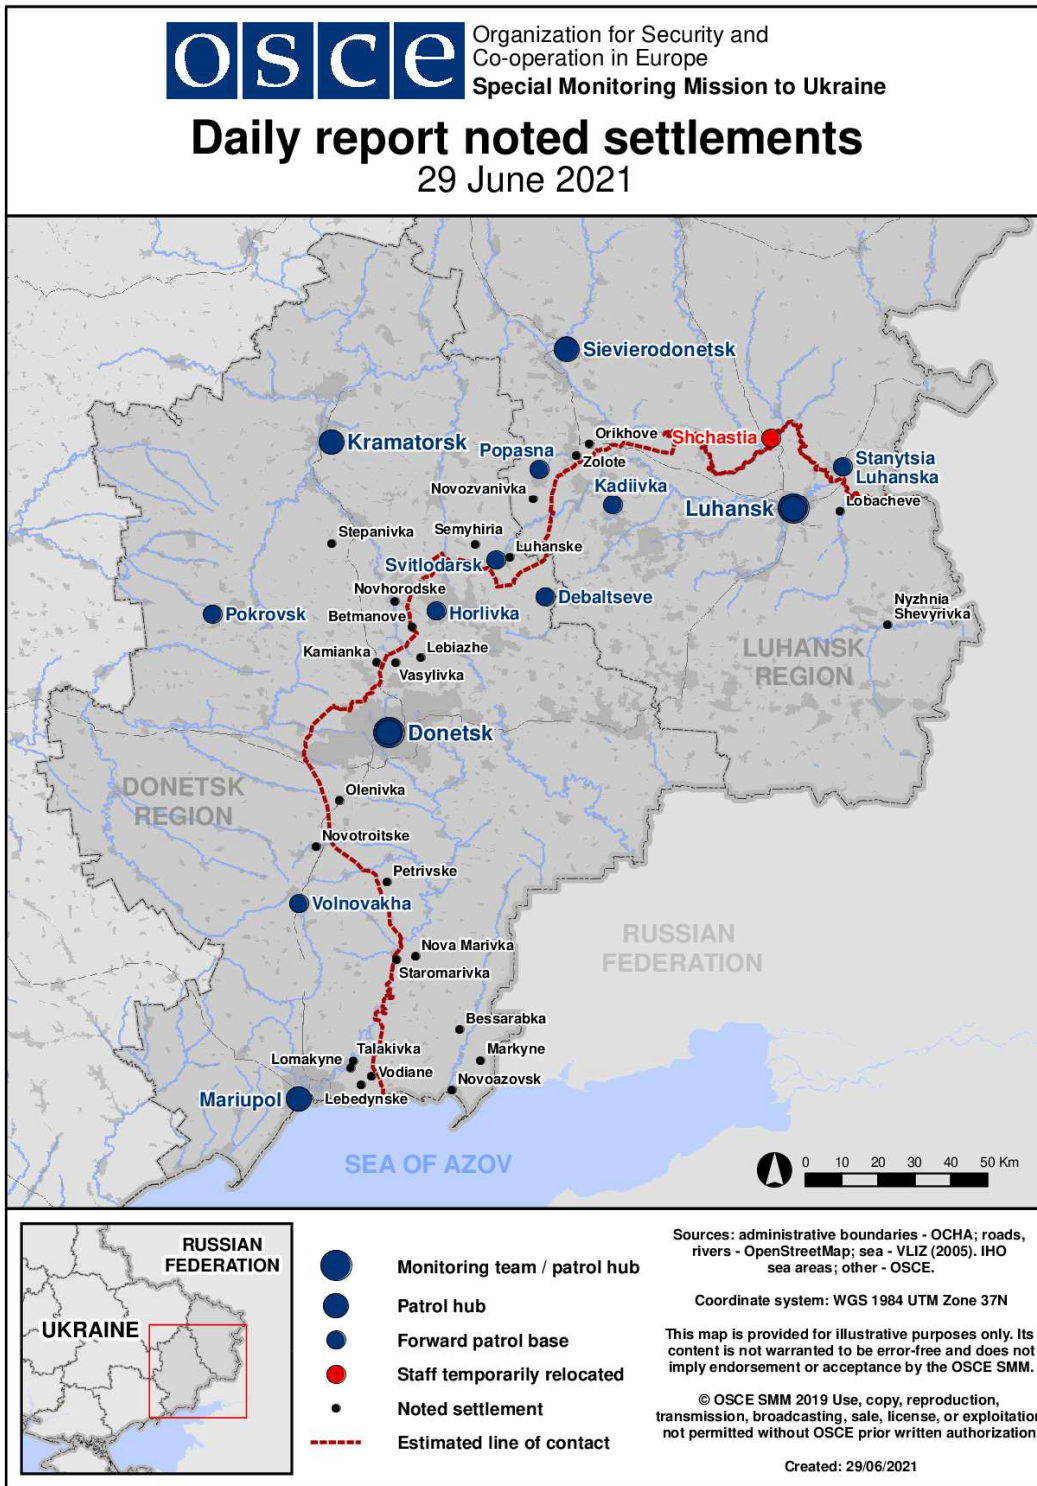 osce
Organization for Security and
Co-operation in Europe
Special Monitoring Mission to Ukraine
Daily report noted settlements
29 June 2021
Sievierodonetsk
Kramatorsk
Orikhove
Shchastia
Popasna
Zolote
Stanytsia
Luhanska
Novozvanivka
Kadiivka
Luhansk
Lobacheve
Stepanivka
Semyhiria
Luhanske
Svitlodarsk
Novhorodske
Debaltseve
Pokrovsk
Betmanove
Horlivka
Nyzhnia
Shevyrivka
Kamianka
Lebiazhe
Vasylivka
LUHANSK
REGION
Donetsk
DONETSK
REGION
Olenivka
Novotroitske
Petrivske
Volnovakha
Nova Marivka
Staromarivka
RUSSIAN
FEDERATION
Bessarabka
Talakivka
Lomakyne
Markyne
Vodiane
Novoazovsk
Mariupol
Lebedynske
SEA OF AZOV
0 10 20 30 40 50 Km
RUSSIAN
FEDERATION
UKRAINE
Monitoring team / patrol hub
Patrol hub
Forward patrol base
Staff temporarily relocated
Noted settlement
Estimated line of contact
Sources: administrative boundaries - OCHA; roads,
rivers - OpenStreetMap; sea - VLIZ (2005). IHO
sea areas; other - OSCE.
Coordinate system: WGS 1984 UTM Zone 37N
This map is provided for illustrative purposes only. Its
content is not warranted to be error-free and does not
imply endorsement or acceptance by the OSCE SMM.
© OSCE SMM 2019 Use, copy, reproduction,
transmission, broadcasting, sale, license, or exploitation
not permitted without OSCE prior written authorization
Created: 29/06/2021